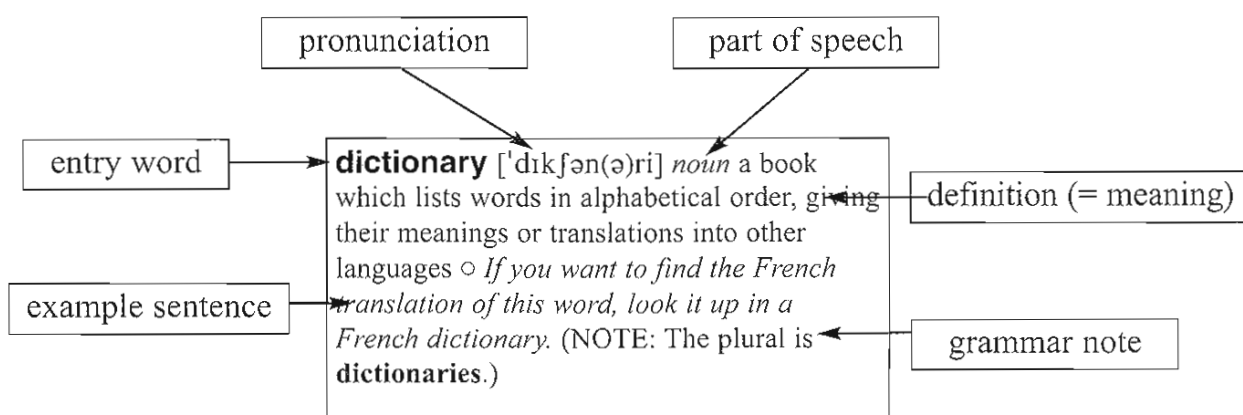 pronunciation
part of speech
entry word
dictionary [ˈdɪkʃən(ə)ri] noun a book
which lists words in alphabetical order, giving
their meanings or translations into other
languages ○ If you want to find the French
translation of this word, look it up in a
French dictionary. (NOTE: The plural is
dictionaries.)
definition (= meaning)
example sentence
grammar note